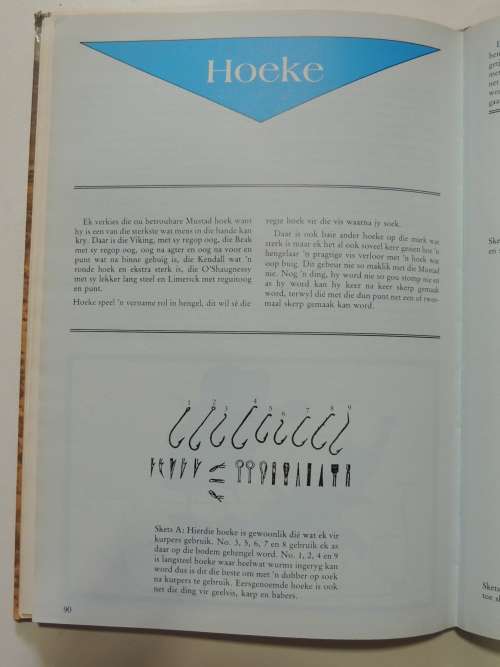 Hoeke
Ek verkies die ou betroubare Mustad hoek want
hy is een van die sterkste wat mens in die hande kan
kry. Daar is die Viking, met sy regop oog, die Beak
met sy regop oog, oog na agter en oog na voor en
punt wat na binne gebuig is, die Kendall wat 'n
ronde hoek en ekstra sterk is, die O'Shaugnessy
met sy lekker lang steel en Limerick met reguitoog
en punt.
Hoekie speel 'n vername rol in hengel, dit wil sê die
regte hoek vir die vis waarna jy soek.
Daar is ook baie ander hoeke op die mark wat
sterk is maar ek het al ook soveel kere gesien hoe 'n
hengelaar 'n pragtige vis verloor met 'n hoek wat
oop buig. Dit gebeur nie so maklik met die Mustad
nie. Nog 'n ding, hy word nie so gou stomp nie en
as hy word kan hy keer na keer skerp gemaak
word, terwyl dié met die dun punt net een of twee-
maal skerp gemaak kan word.
1 2 3 4 5 6 7 8 9
Skets A: Hierdie hoeke is gewoonlik dié wat ek vir
kurpers gebruik. No. 3, 5, 6, 7 en 8 gebruik ek as
daar op die bodem gehengel word. No. 1, 2, 4 en 9
is langsteel hoeke waar heelwat wurms ingeryg kan
word dus is dit die beste om met 'n dobber op soek
na kurpers te gebruik. Eersgenoemde hoeke is ook
net die ding vir geelvis, karp en babers.
90